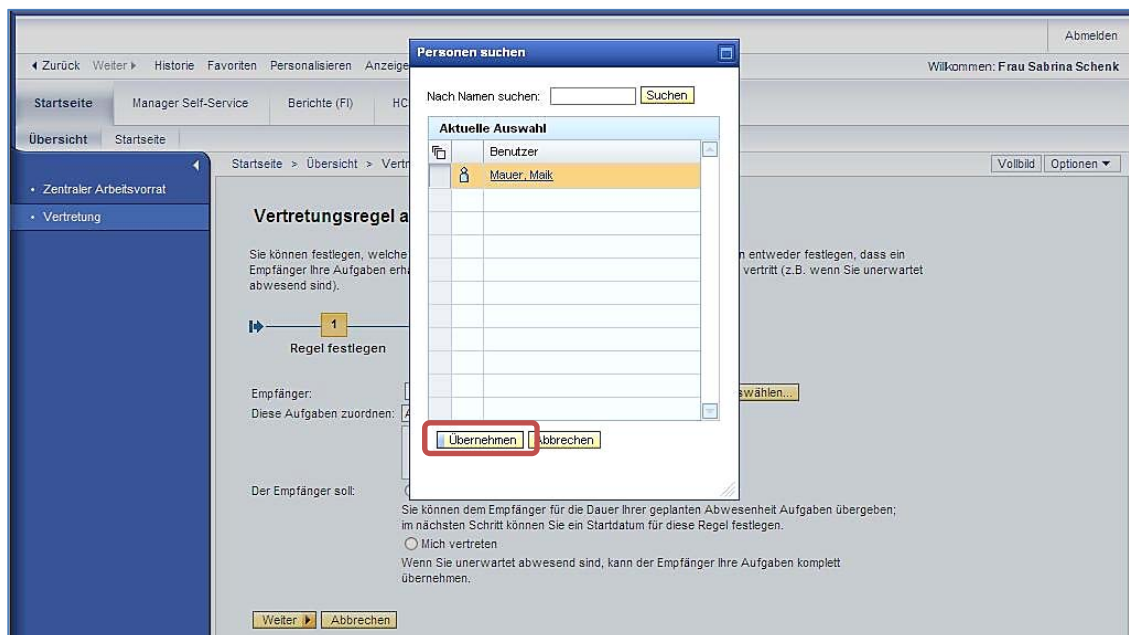 Abmelden
Zurück Weiter Historie Favoriten Personalisieren Anzeige
Willkommen: Frau Sabrina Schenk
Startseite Manager Self-Service Berichte (FI) HC
Übersicht Startseite
Startseite > Übersicht > Vertr
Vollbild Optionen
• Zentraler Arbeitsvorrat
• Vertretung
Vertretungsregel a
Sie können festlegen, welche
n entweder festlegen, dass ein
Empfänger Ihre Aufgaben erha
vertritt (z.B. wenn Sie unerwartet
abwesend sind).
1
Regel festlegen
Empfänger:
swählen...
Diese Aufgaben zuordnen: A
Der Empfänger soll:
Sie können dem Empfänger für die Dauer Ihrer geplanten Abwesenheit Aufgaben übergeben;
im nächsten Schritt können Sie ein Startdatum für diese Regel festlegen.
Mich vertreten
Wenn Sie unerwartet abwesend sind, kann der Empfänger Ihre Aufgaben komplett
übernehmen.
Weiter Abbrechen
Personen suchen
Nach Namen suchen: Suchen
Aktuelle Auswahl
Benutzer
Mauer, Maik
Übernehmen Abbrechen